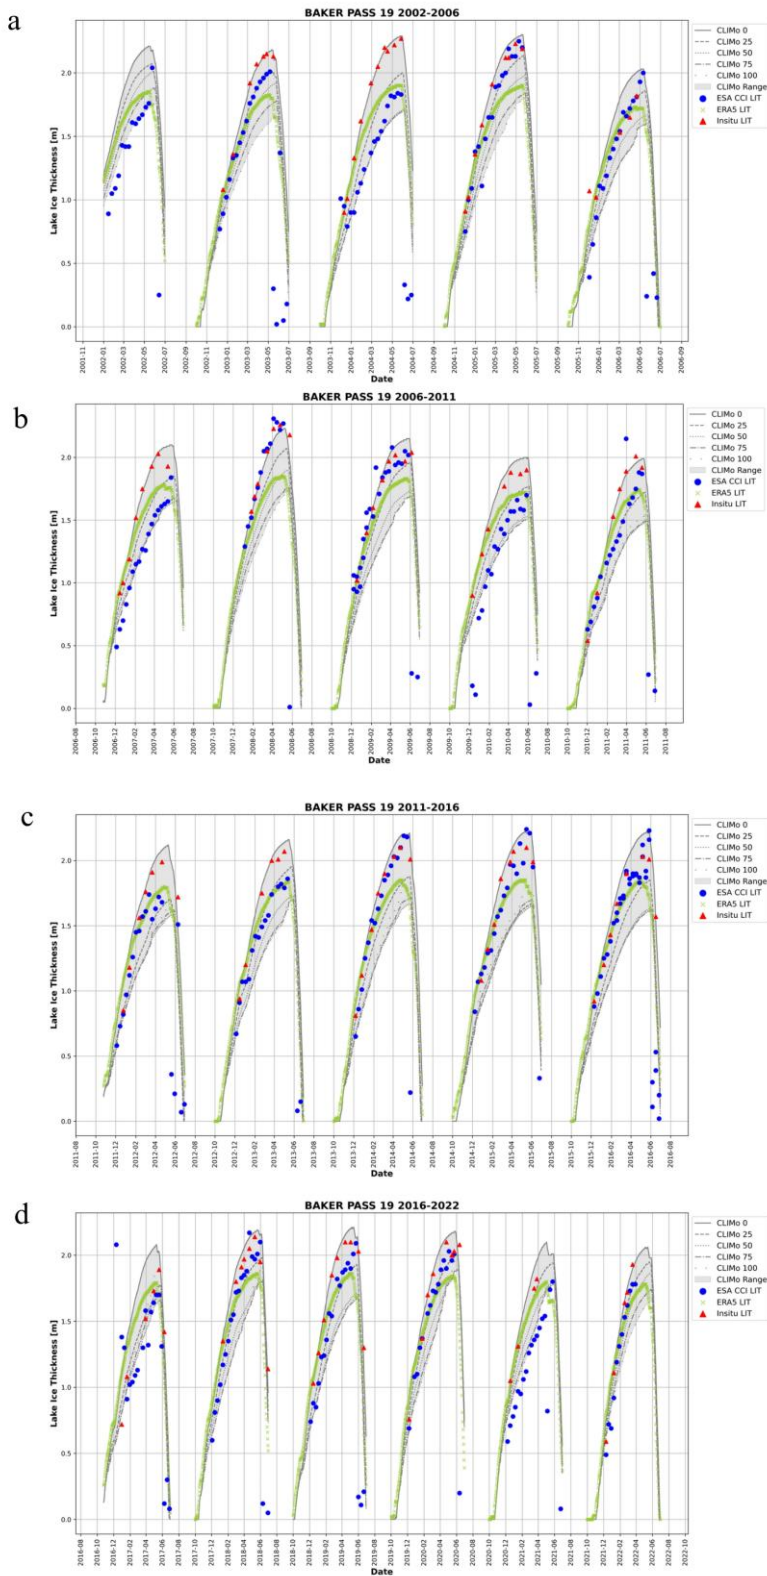 a
BAKER PASS 19 2002-2006
CLIMo 0
CLIMo 25
CLIMo 50
CLIMo 75
CLIMo 100
CLIMo Range
ESA CCI LIT
ERA5 LIT
Insitu LIT
Lake Ice Thickness [m]
2.0
1.5
1.0
0.5
0.0
2001-11
2002-01
2002-03
2002-05
2002-07
2002-09
2002-11
2003-01
2003-03
2003-05
2003-07
2003-09
2003-11
2004-01
2004-03
2004-05
2004-07
2004-09
2004-11
2005-01
2005-03
2005-05
2005-07
2005-09
2005-11
2006-01
2006-03
2006-05
2006-07
2006-09
Date
b
BAKER PASS 19 2006-2011
CLIMo 0
CLIMo 25
CLIMo 50
CLIMo 75
CLIMo 100
CLIMo Range
ESA CCI LIT
ERA5 LIT
Insitu LIT
Lake Ice Thickness [m]
2.0
1.5
1.0
0.5
0.0
2006-08
2006-10
2006-12
2007-02
2007-04
2007-06
2007-08
2007-10
2007-12
2008-02
2008-04
2008-06
2008-08
2008-10
2008-12
2009-02
2009-04
2009-06
2009-08
2009-10
2009-12
2010-02
2010-04
2010-06
2010-08
2010-10
2010-12
2011-02
2011-04
2011-06
2011-08
Date
c
BAKER PASS 19 2011-2016
CLIMo 0
CLIMo 25
CLIMo 50
CLIMo 75
CLIMo 100
CLIMo Range
ESA CCI LIT
ERA5 LIT
Insitu LIT
Lake Ice Thickness [m]
2.0
1.5
1.0
0.5
0.0
2011-08
2011-10
2011-12
2012-02
2012-04
2012-06
2012-08
2012-10
2012-12
2013-02
2013-04
2013-06
2013-08
2013-10
2013-12
2014-02
2014-04
2014-06
2014-08
2014-10
2014-12
2015-02
2015-04
2015-06
2015-08
2015-10
2015-12
2016-02
2016-04
2016-06
2016-08
Date
d
BAKER PASS 19 2016-2022
CLIMo 0
CLIMo 25
CLIMo 50
CLIMo 75
CLIMo 100
CLIMo Range
ESA CCI LIT
ERA5 LIT
Insitu LIT
Lake Ice Thickness [m]
2.0
1.5
1.0
0.5
0.0
2016-08
2016-10
2016-12
2017-02
2017-04
2017-06
2017-08
2017-10
2017-12
2018-02
2018-04
2018-06
2018-08
2018-10
2018-12
2019-02
2019-04
2019-06
2019-08
2019-10
2019-12
2020-02
2020-04
2020-06
2020-08
2020-10
2020-12
2021-02
2021-04
2021-06
2021-08
2021-10
2021-12
2022-02
2022-04
2022-06
2022-08
2022-10
Date